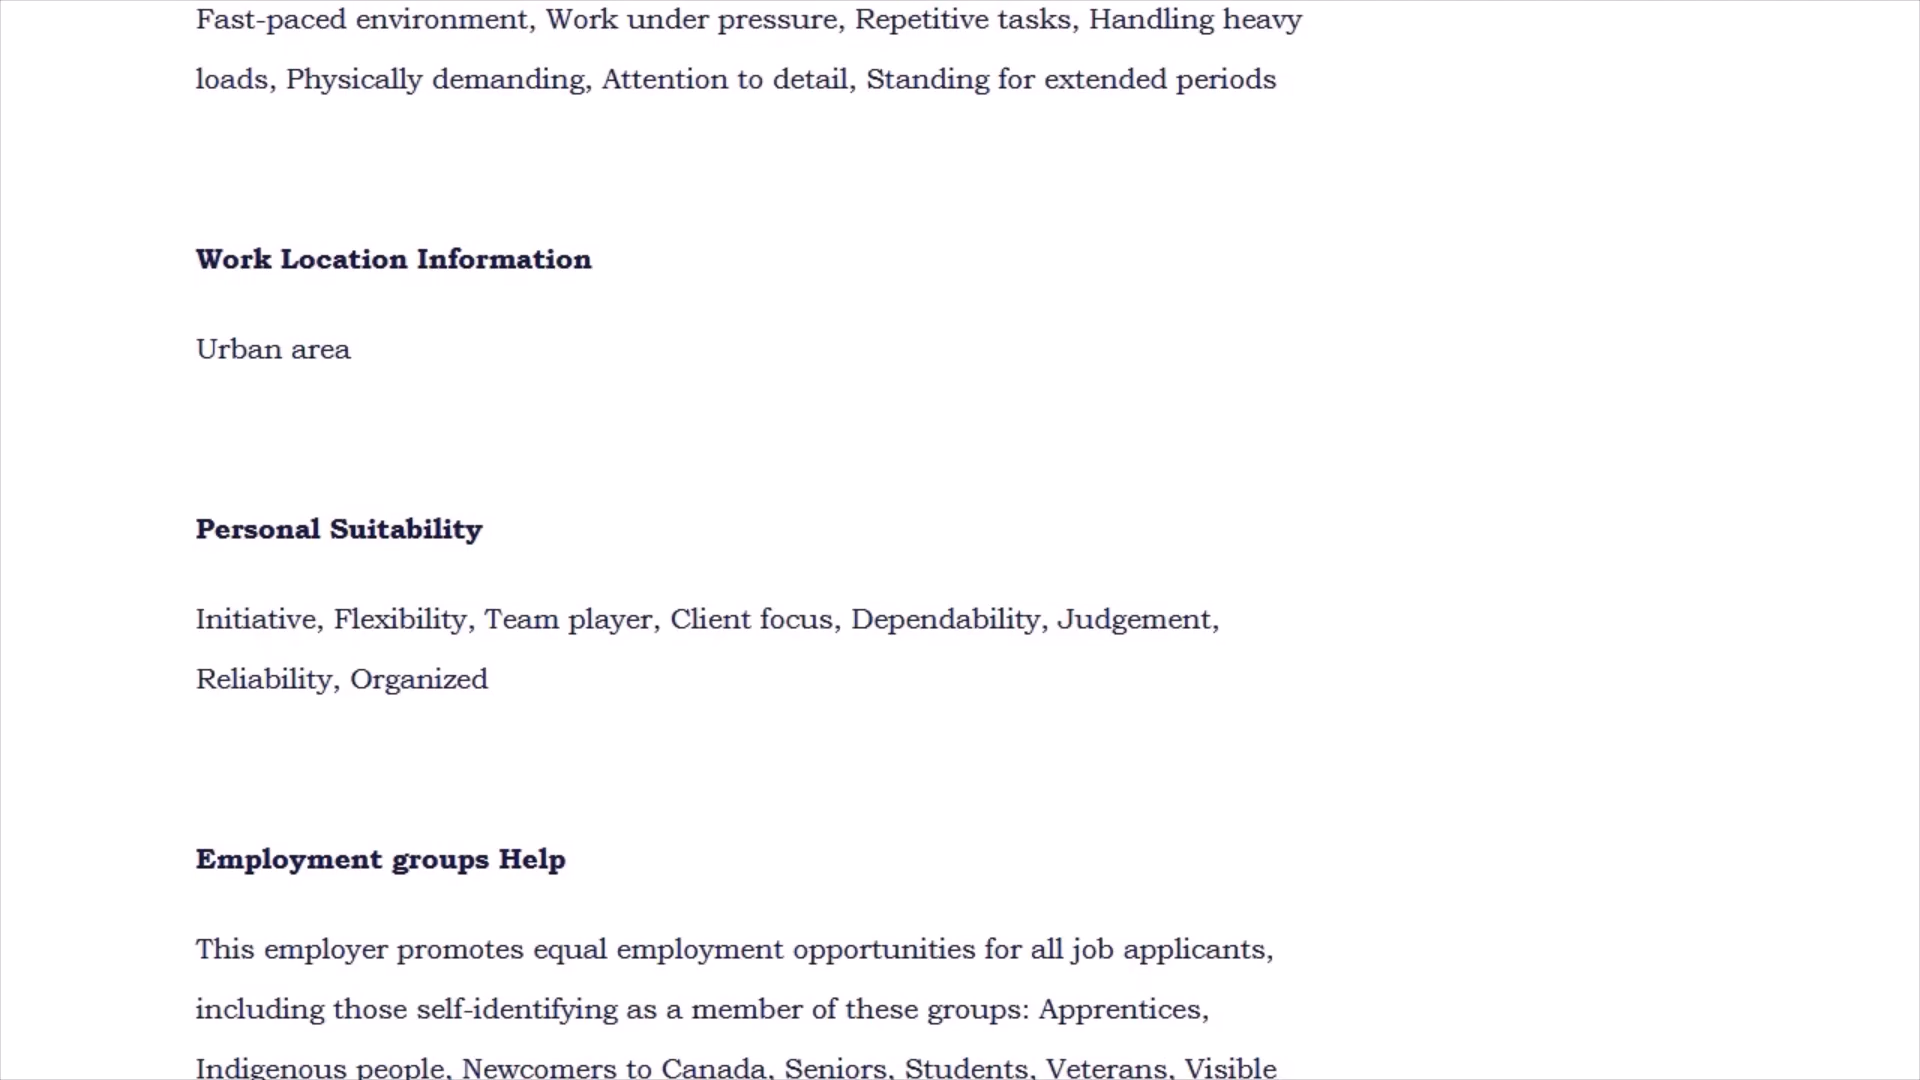 Fast-paced environment, Work under pressure, Repetitive tasks, Handling heavy
loads, Physically demanding, Attention to detail, Standing for extended periods
Work Location Information
Urban area
Personal Suitability
Initiative, Flexibility, Team player, Client focus, Dependability, Judgement,
Reliability, Organized
Employment groups Help
This employer promotes equal employment opportunities for all job applicants,
including those self-identifying as a member of these groups: Apprentices,
Indigenous people, Newcomers to Canada, Seniors, Students, Veterans, Visible